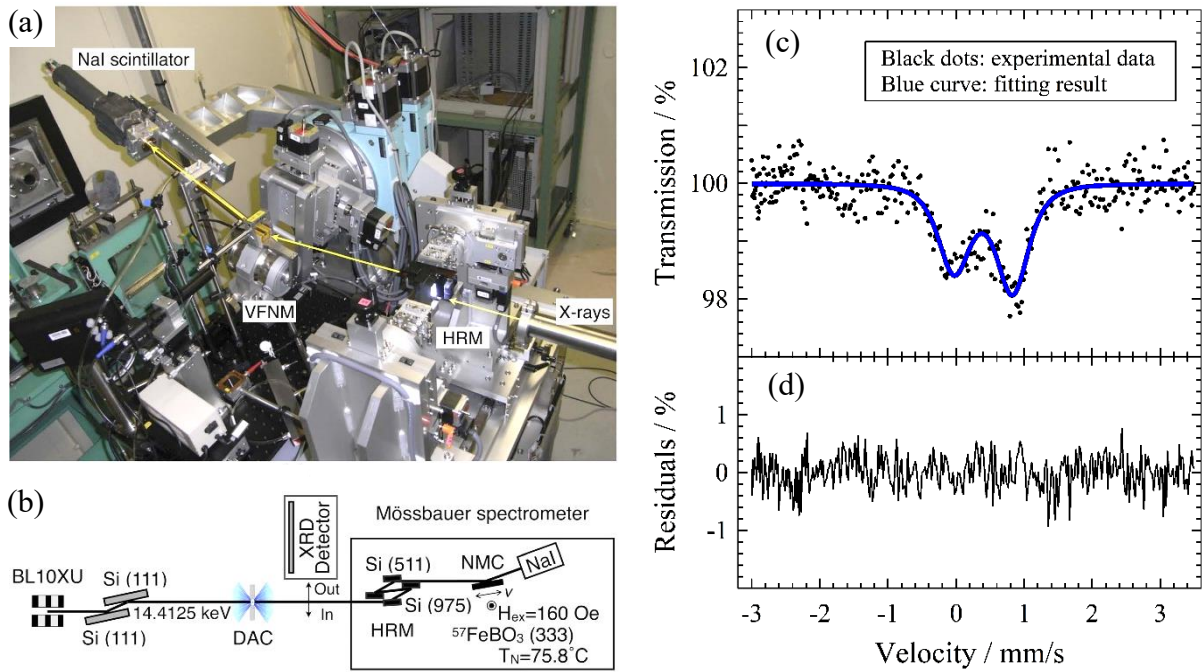 (a)
NaI scintillator
VFNM
HRM
X-rays
(b)
BL10XU
Si (111)
Si (111)
14.4125 keV
DAC
XRD
Detector
Out
In
Mössbauer spectrometer
Si (511)
Si (975)
HRM
NMC
NaI
v
H_ex=160 Oe
⁵⁷FeBO₃ (333)
T_N=75.8°C
(c)
Black dots: experimental data
Blue curve: fitting result
Transmission / %
102
100
98
(d)
Residuals / %
1
0
-1
-3 -2 -1 0 1 2 3
Velocity / mm/s